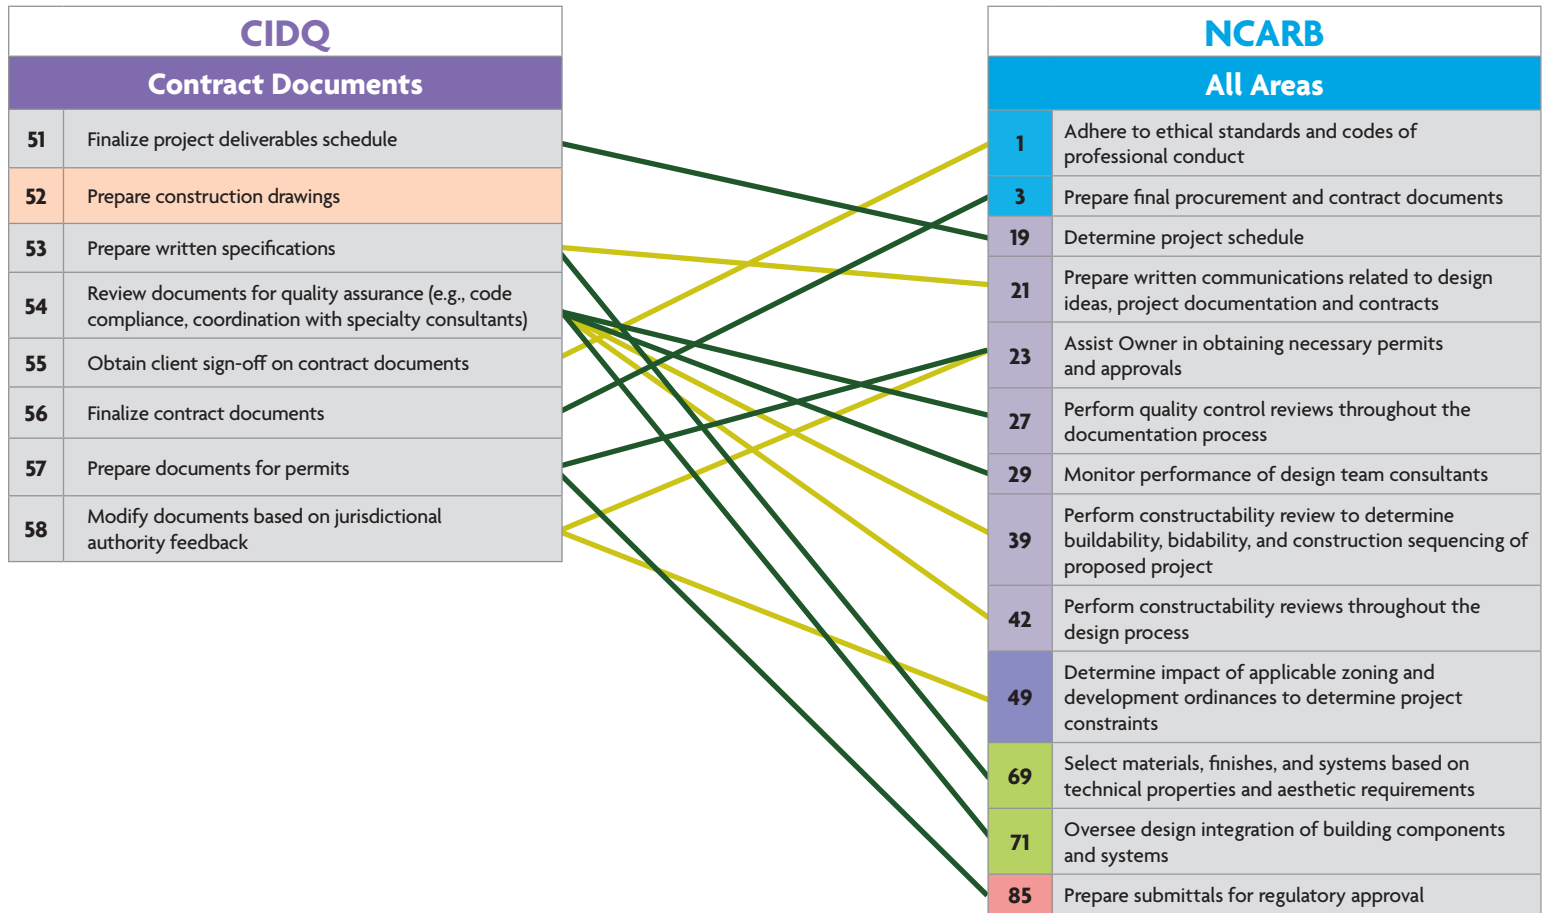 CIDQ
Contract Documents
51 Finalize project deliverables schedule
52 Prepare construction drawings
53 Prepare written specifications
54 Review documents for quality assurance (e.g., code
compliance, coordination with specialty consultants)
55 Obtain client sign-off on contract documents
56 Finalize contract documents
57 Prepare documents for permits
58 Modify documents based on jurisdictional
authority feedback
NCARB
All Areas
1 Adhere to ethical standards and codes of
professional conduct
3 Prepare final procurement and contract documents
19 Determine project schedule
21 Prepare written communications related to design
ideas, project documentation and contracts
23 Assist Owner in obtaining necessary permits
and approvals
27 Perform quality control reviews throughout the
documentation process
29 Monitor performance of design team consultants
39 Perform constructability review to determine
buildability, bidability, and construction sequencing of
proposed project
42 Perform constructability reviews throughout the
design process
49 Determine impact of applicable zoning and
development ordinances to determine project
constraints
69 Select materials, finishes, and systems based on
technical properties and aesthetic requirements
71 Oversee design integration of building components
and systems
85 Prepare submittals for regulatory approval